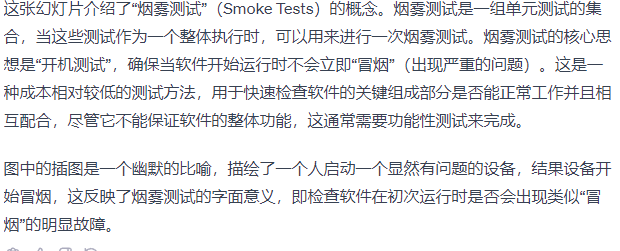 这张幻灯片介绍了“烟雾测试”（Smoke Tests）的概念。烟雾测试是一组单元测试的集
合，当这些测试作为一个整体执行时，可以用来进行一次烟雾测试。烟雾测试的核心思
想是“开机测试”，确保当软件开始运行时不会立即“冒烟”（出现严重的问题）。这是一
种成本相对较低的测试方法，用于快速检查软件的关键组成部分是否能正常工作并且相
互配合，尽管它不能保证软件的整体功能，这通常需要功能性测试来完成。
图中的插图是一个幽默的比喻，描绘了一个人启动一个显然有问题的设备，结果设备开
始冒烟，这反映了烟雾测试的字面意义，即检查软件在初次运行时是否会出现类似“冒
烟”的明显故障。